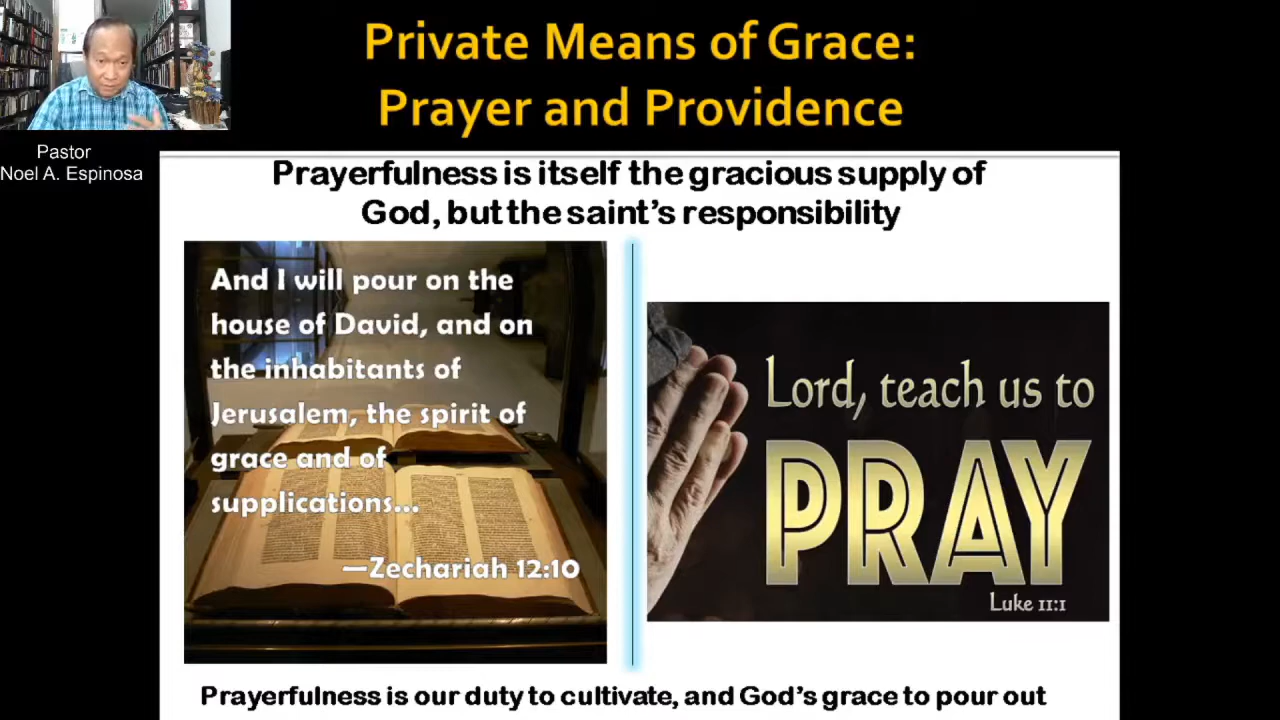 Private Means of Grace:
Prayer and Providence
Pastor
Noel A. Espinosa
Prayerfulness is itself the gracious supply of
God, but the saint's responsibility
And I will pour on the
house of David, and on
the inhabitants of
Jerusalem, the spirit of
grace and of
supplications...
—Zechariah 12:10
Lord, teach us to
PRAY
Luke 11:1
Prayerfulness is our duty to cultivate, and God's grace to pour out